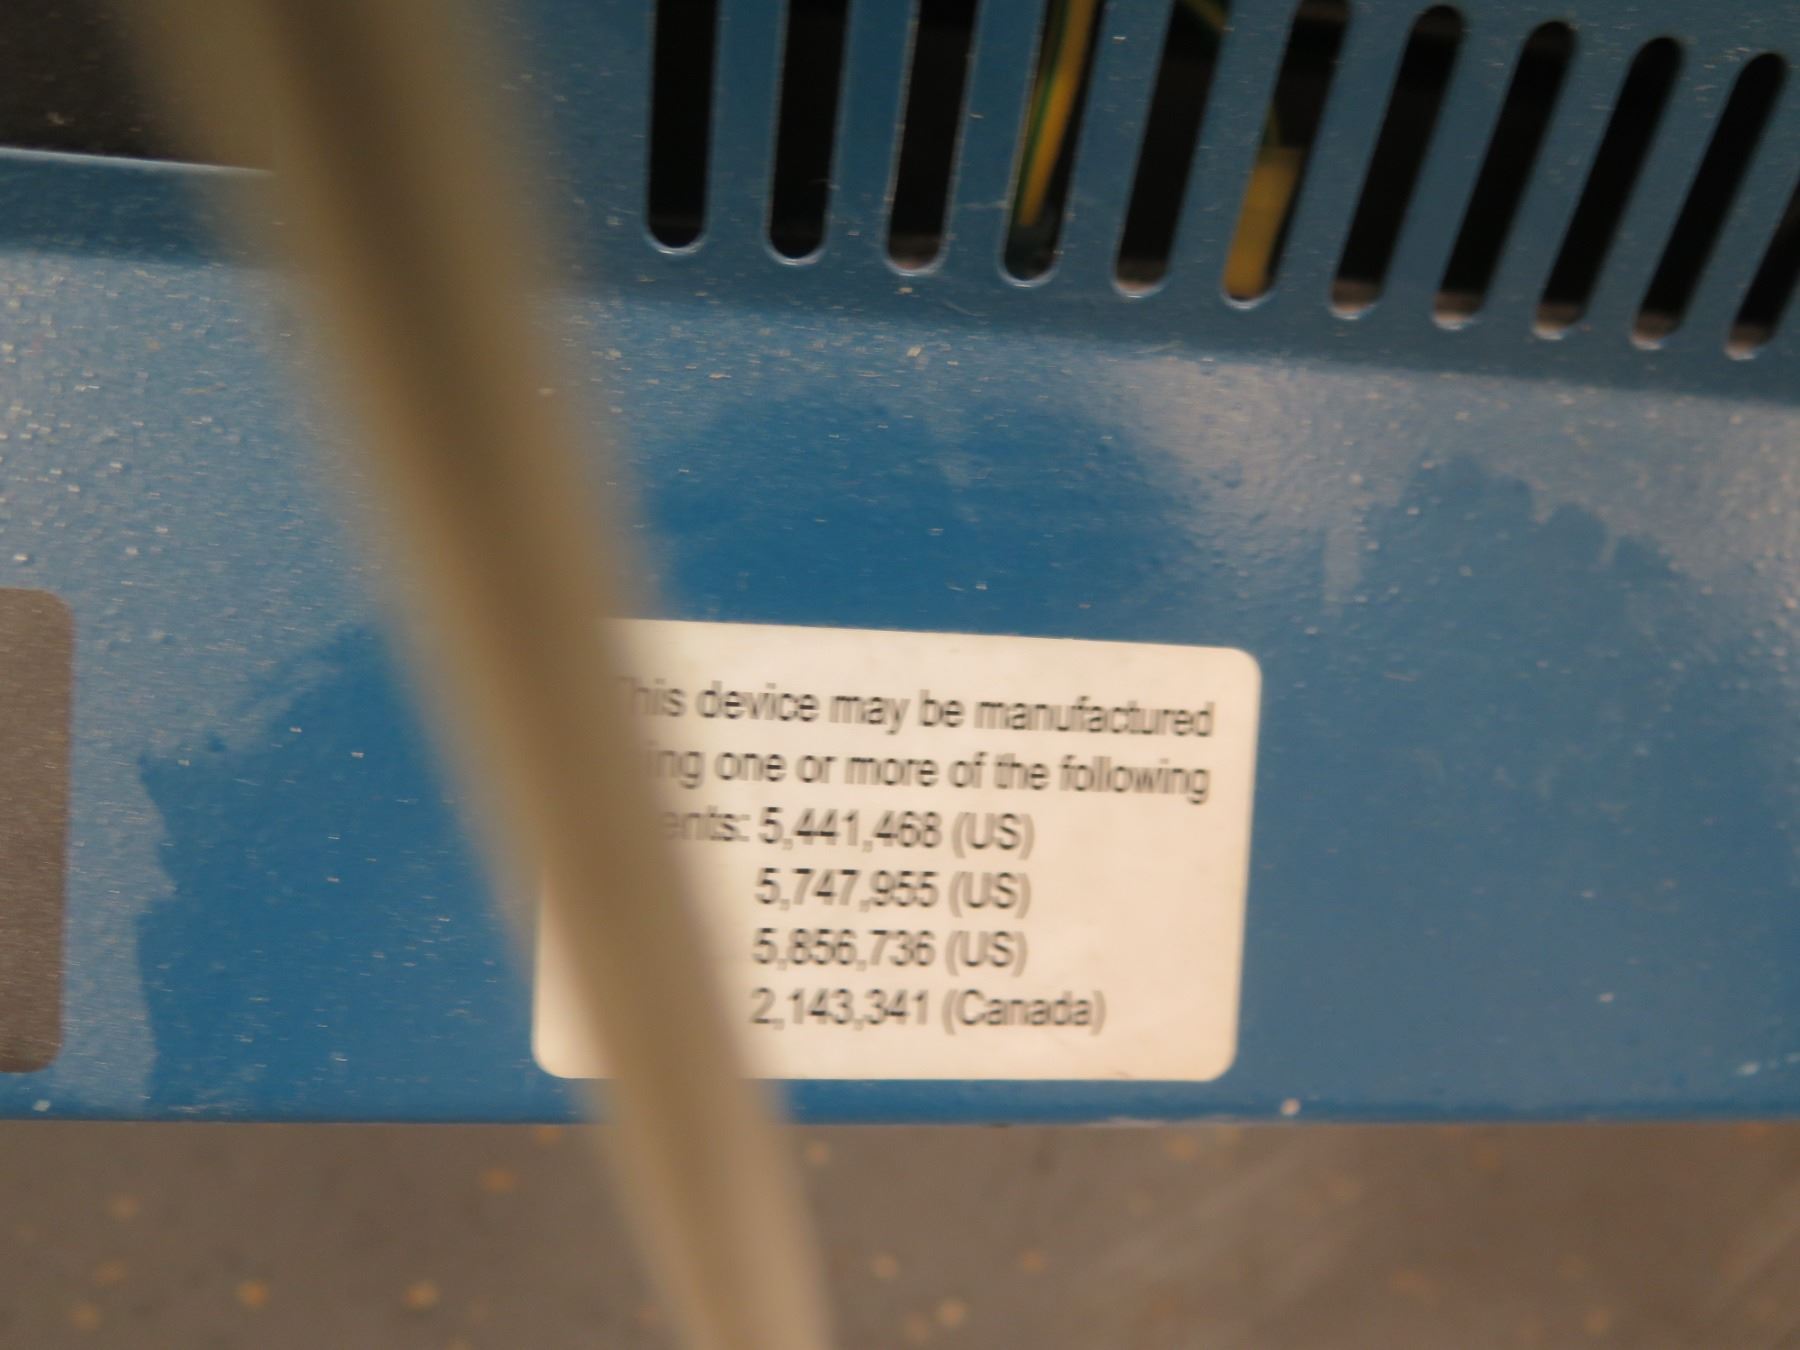 This device may be manufactured
ing one or more of the following
ents: 5,441,468 (US)
5,747,955 (US)
5,856,736 (US)
2,143,341 (Canada)